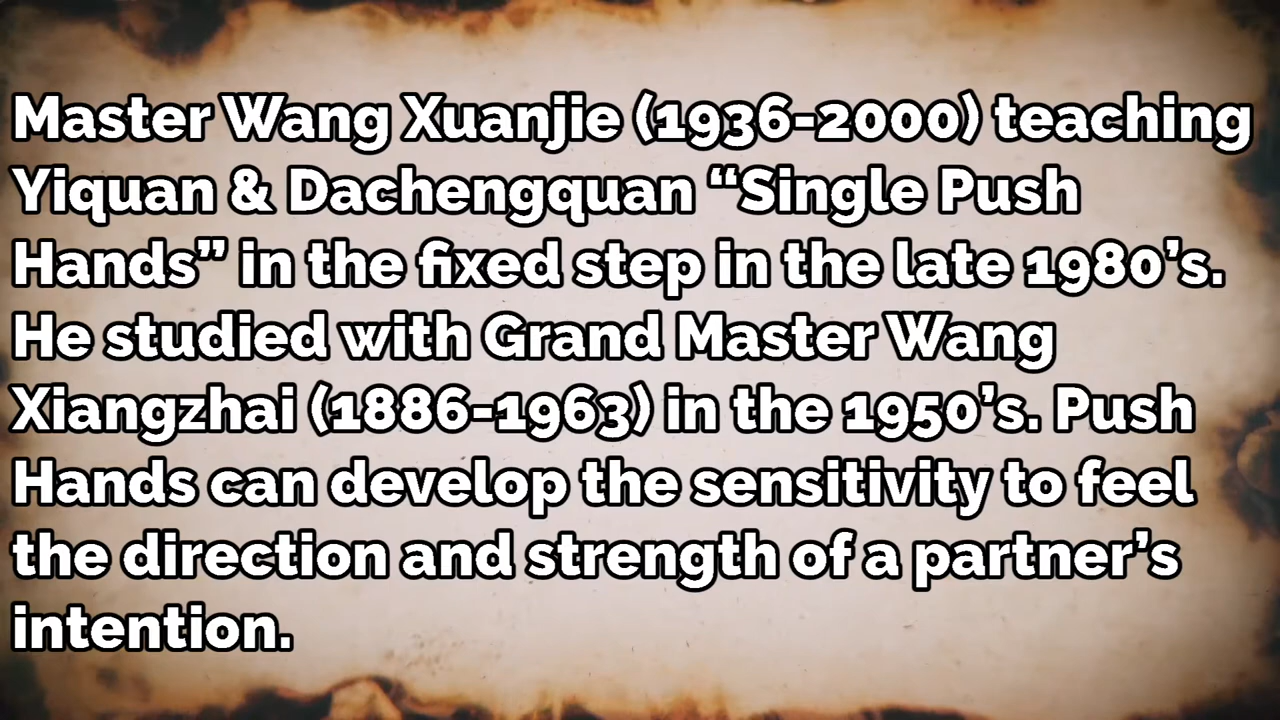 Master Wang Xuanjie (1936-2000) teaching
Yiquan & Dachengquan “Single Push
Hands” in the fixed step in the late 1980’s.
He studied with Grand Master Wang
Xiangzhai (1886-1963) in the 1950’s. Push
Hands can develop the sensitivity to feel
the direction and strength of a partner’s
intention.